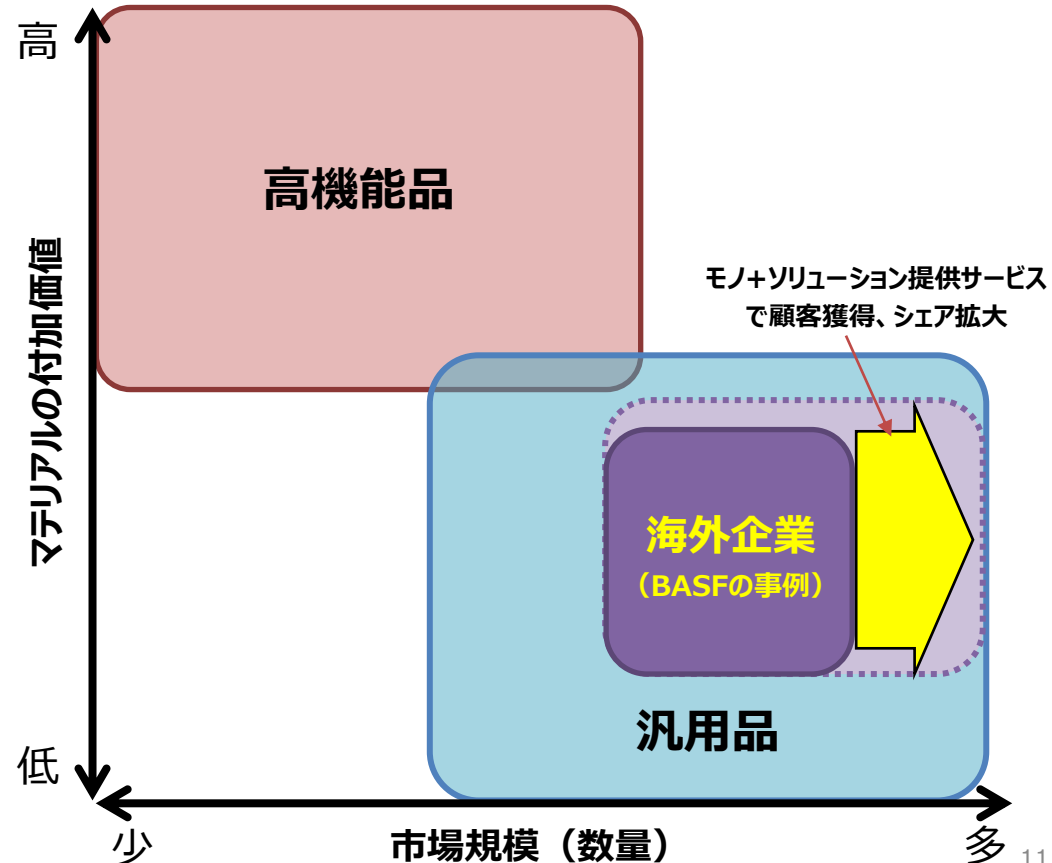 高
高機能品
マテリアルの付加価値
モノ+ソリューション提供サービス
で顧客獲得、シェア拡大
海外企業
（BASFの事例）
汎用品
低
少
市場規模（数量）
多
11